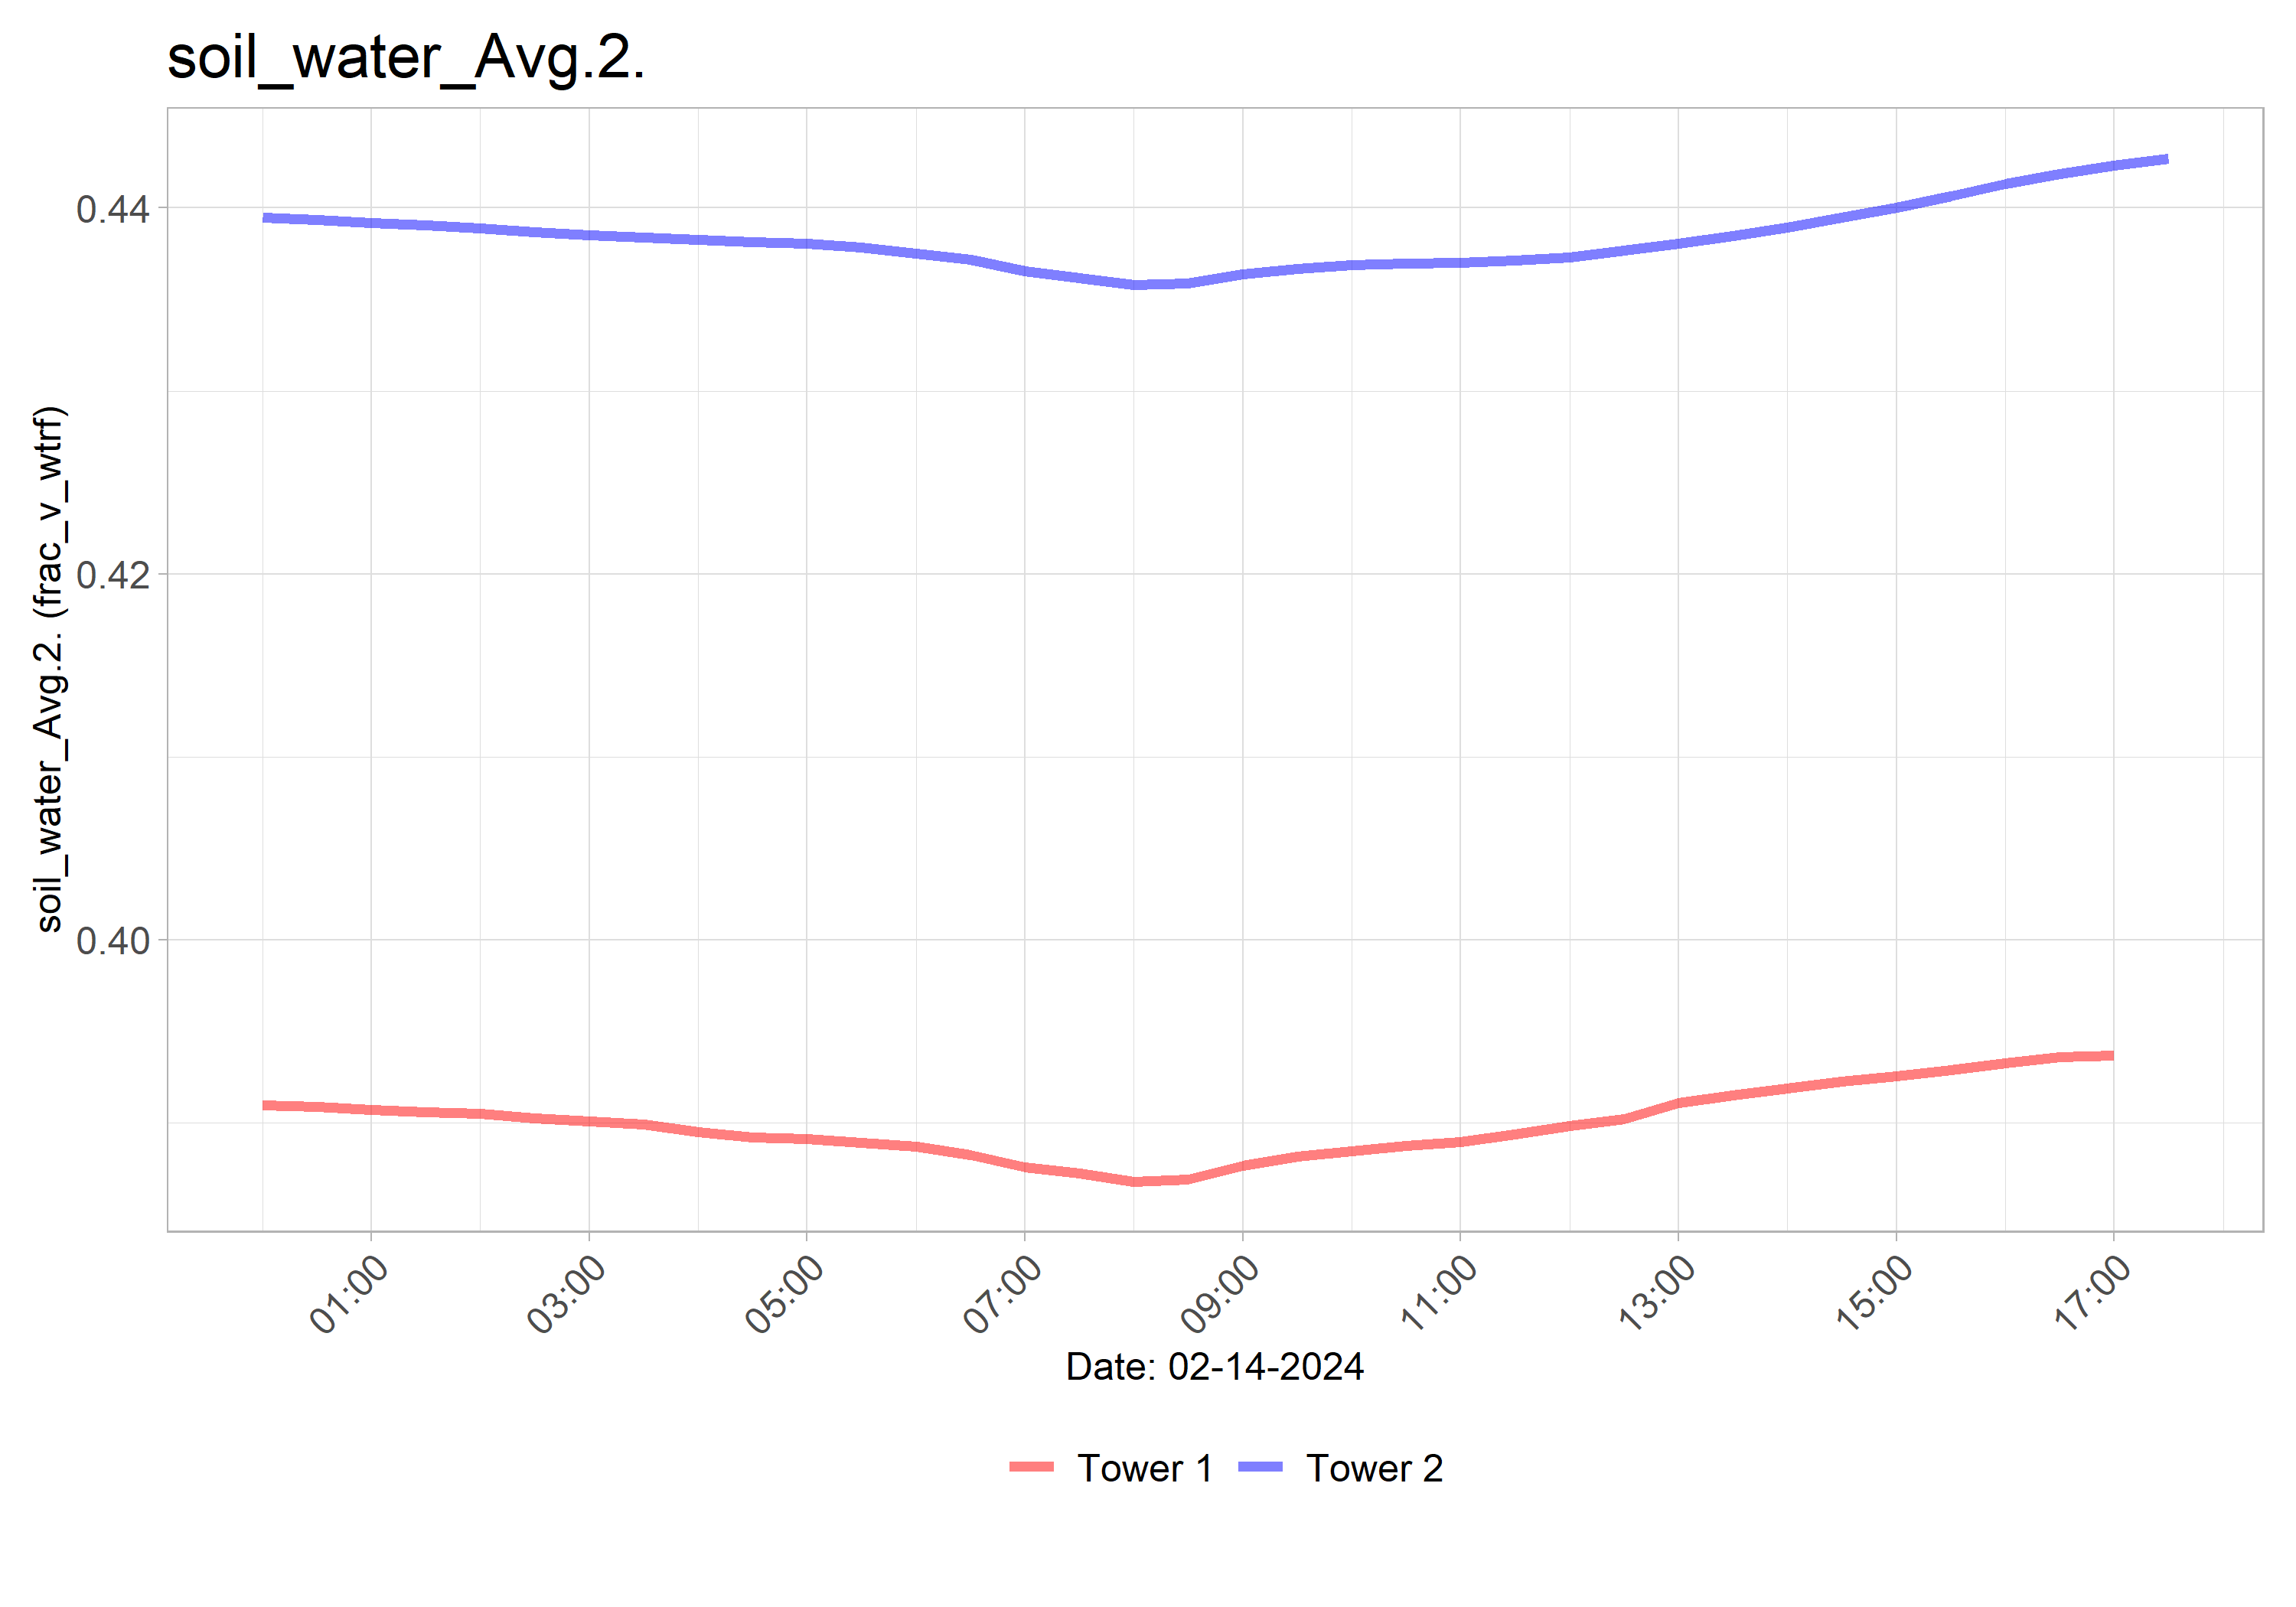 soil_water_Avg.2.
soil_water_Avg.2. (frac_v_wtrf)
0.44
0.42
0.40
01:00
03:00
05:00
07:00
09:00
11:00
13:00
15:00
17:00
Date: 02-14-2024
Tower 1
Tower 2